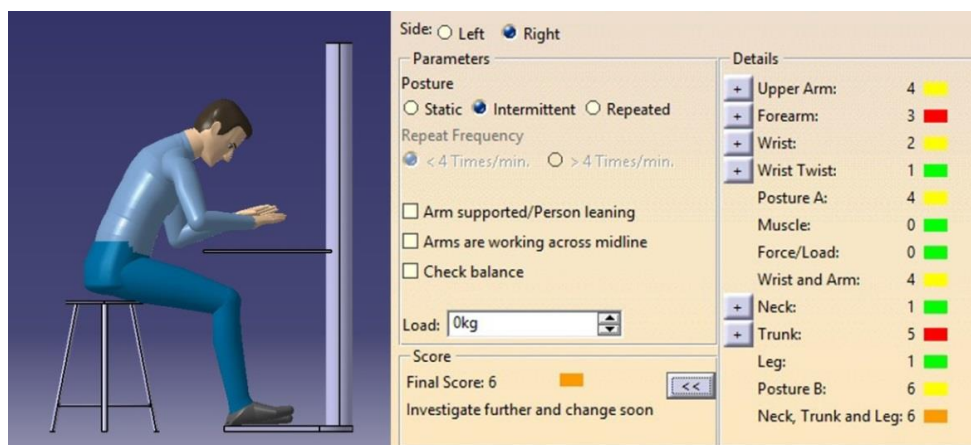 Side: Left Right
Parameters
Posture
Static Intermittent Repeated
Repeat Frequency
< 4 Times/min. > 4 Times/min.
Arm supported/Person leaning
Arms are working across midline
Check balance
Load: 0kg
Score
Final Score: 6 <<
Investigate further and change soon
Details
+ Upper Arm: 4
+ Forearm: 3
+ Wrist: 2
+ Wrist Twist: 1
Posture A: 4
Muscle: 0
Force/Load: 0
Wrist and Arm: 4
+ Neck: 1
+ Trunk: 5
Leg: 1
Posture B: 6
Neck, Trunk and Leg: 6